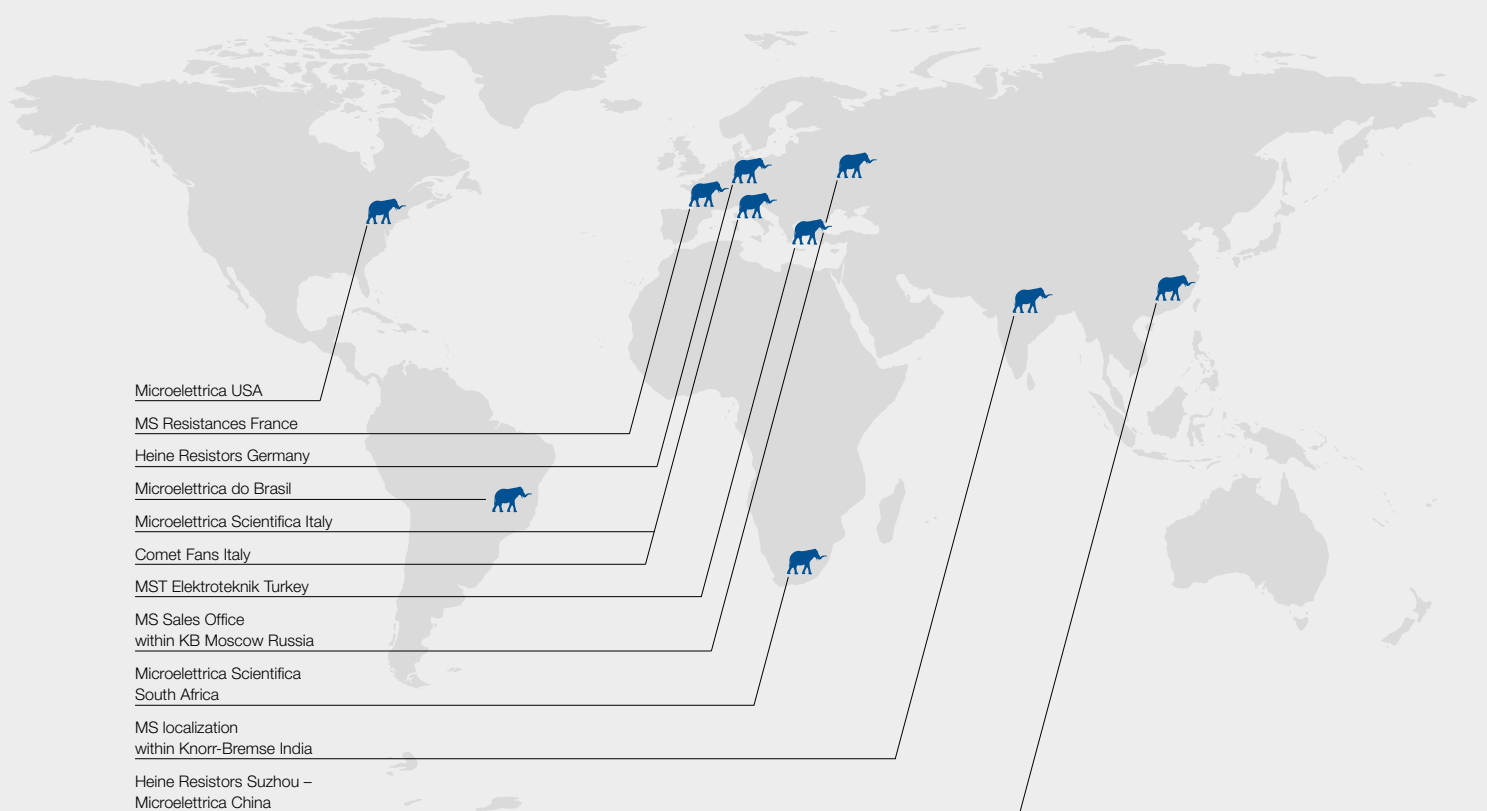 Microelettrica USA
MS Resistances France
Heine Resistors Germany
Microelettrica do Brasil
Microelettrica Scientifica Italy
Comet Fans Italy
MST Elektroteknik Turkey
MS Sales Office
within KB Moscow Russia
Microelettrica Scientifica
South Africa
MS localization
within Knorr-Bremse India
Heine Resistors Suzhou –
Microelettrica China